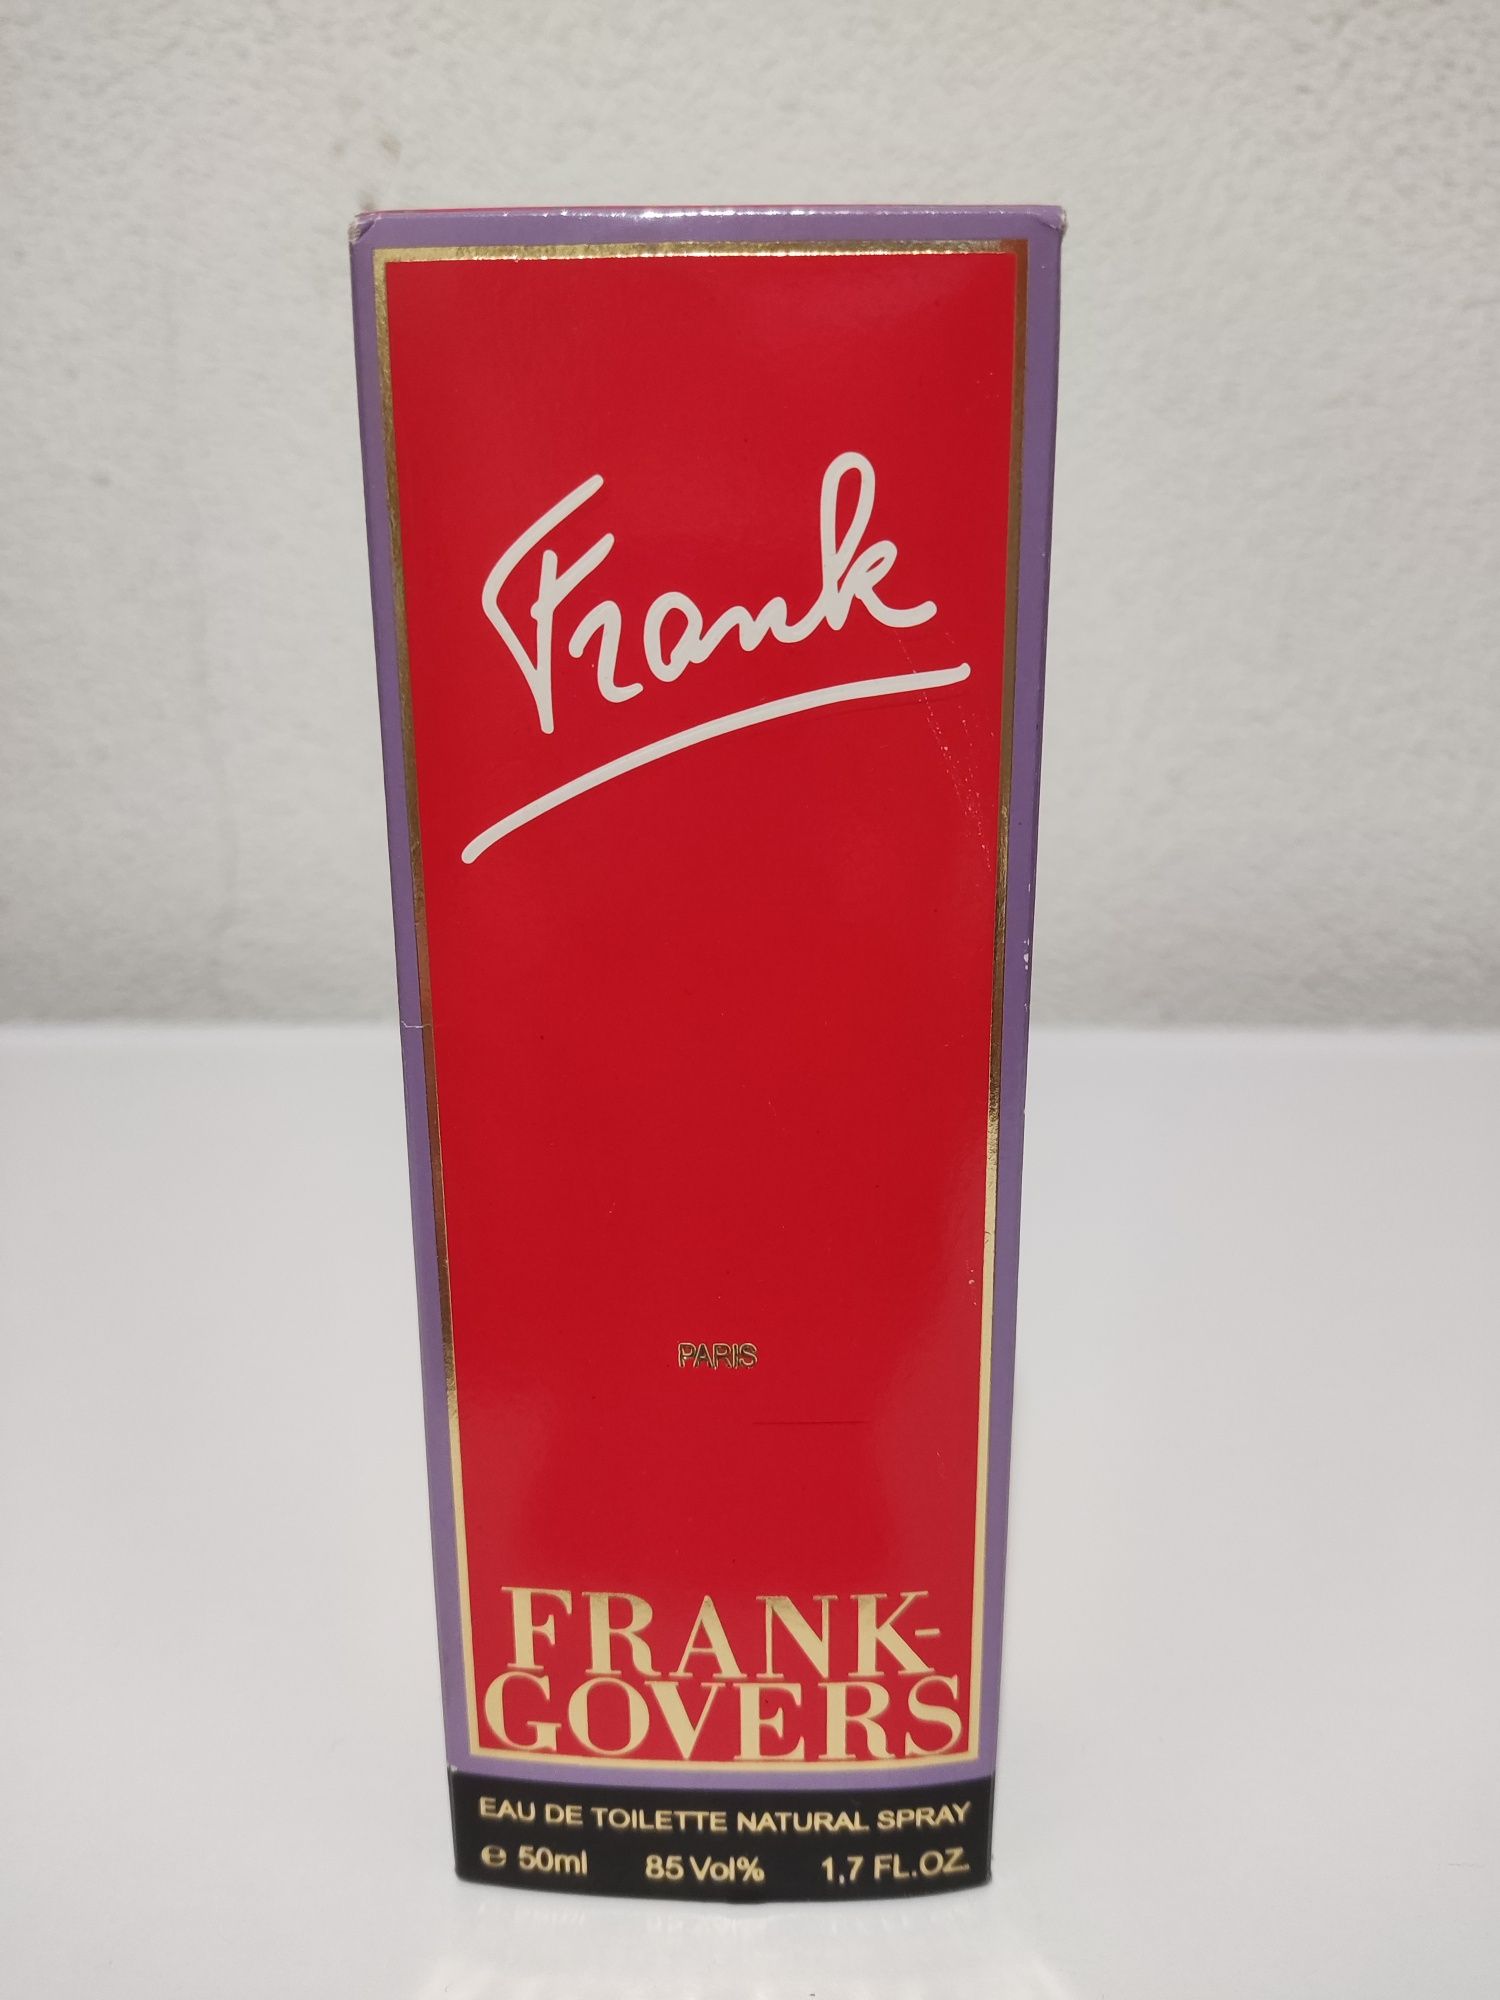 Frank
PARIS
FRANK-
GOVERS
EAU DE TOILETTE NATURAL SPRAY
℮ 50ml 85 Vol% 1,7 FL.OZ.